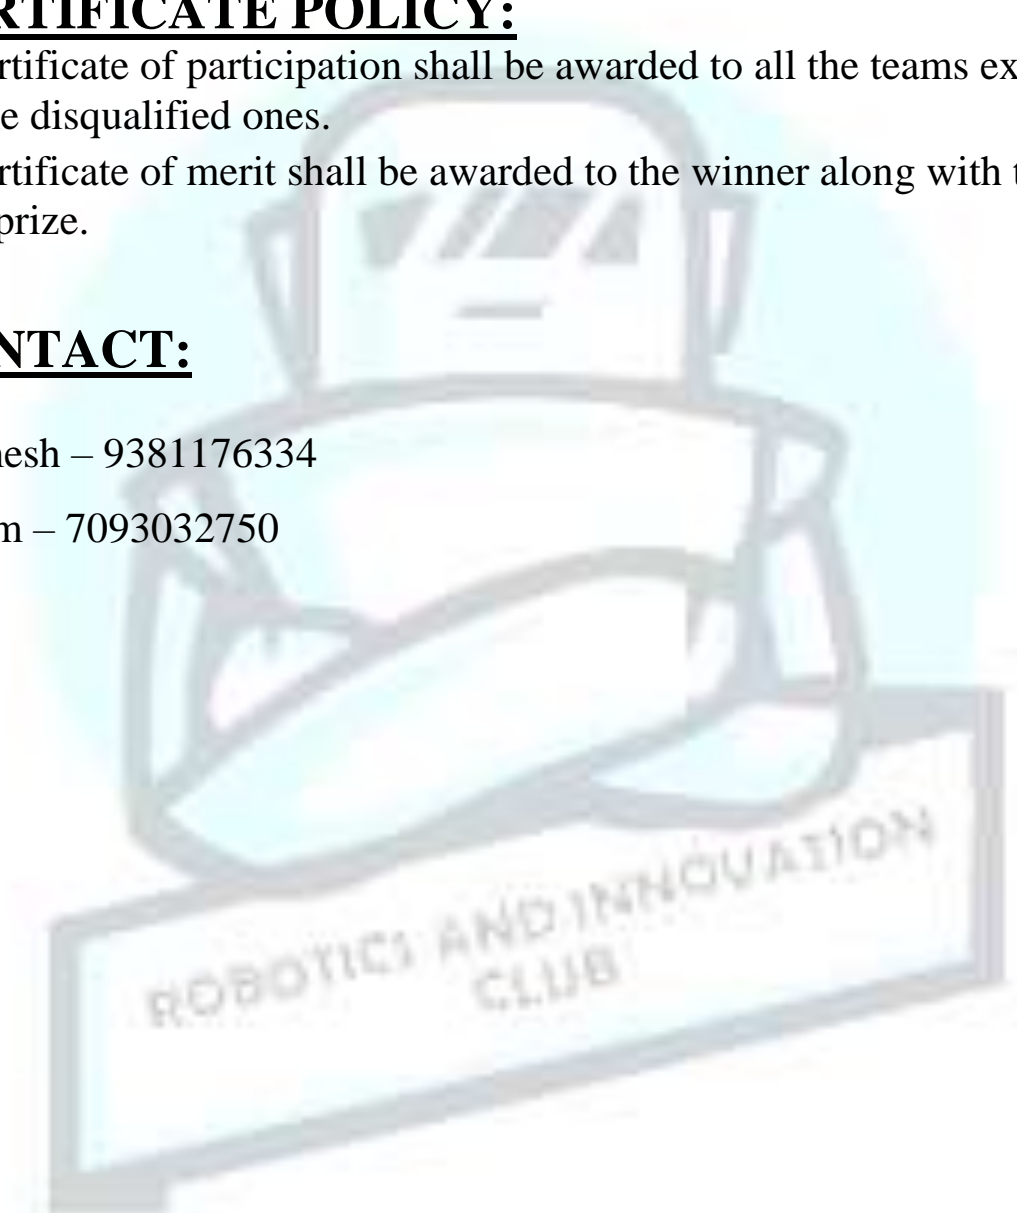 RTIFICATE POLICY:
rtificate of participation shall be awarded to all the teams ex
e disqualified ones.
rtificate of merit shall be awarded to the winner along with t
prize.
NTACT:
nesh – 9381176334
m – 7093032750
ROBOTICS AND INNOVATION
CLUB